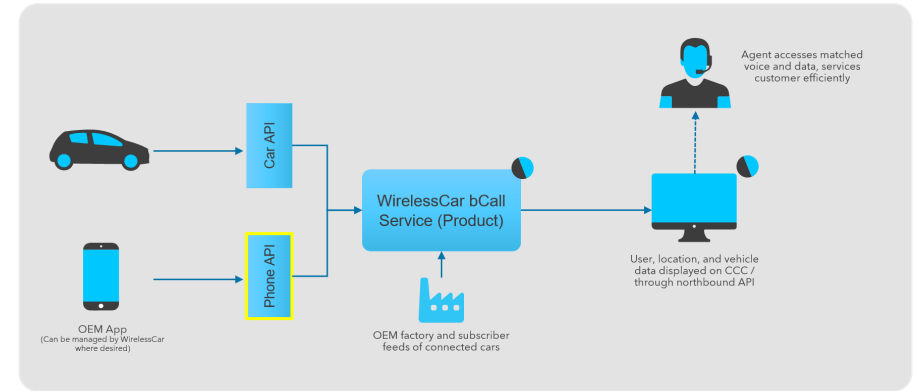 Agent accesses matched
voice and data, services
customer efficiently
Car API
WirelessCar bCall
Service (Product)
Phone API
User, location, and vehicle
data displayed on CCC /
through northbound API
OEM App
(Can be managed by WirelessCar
where desired)
OEM factory and subscriber
feeds of connected cars